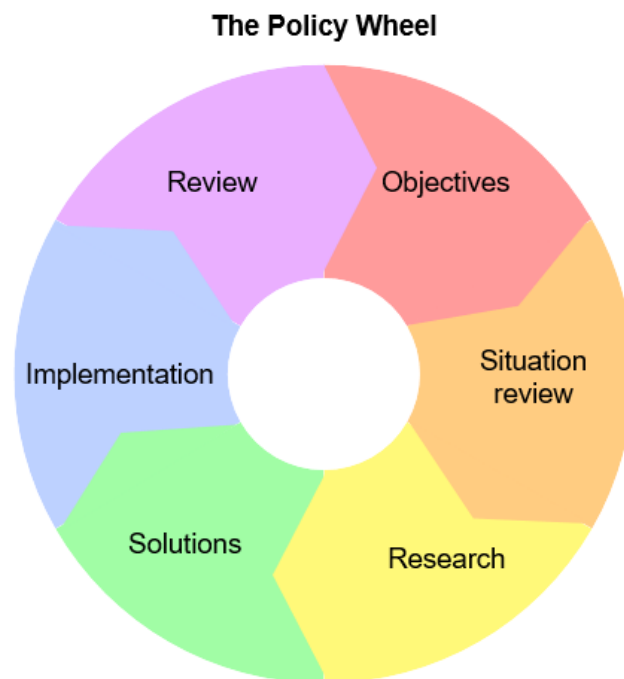 The Policy Wheel
Objectives
Situation
review
Research
Solutions
Implementation
Review